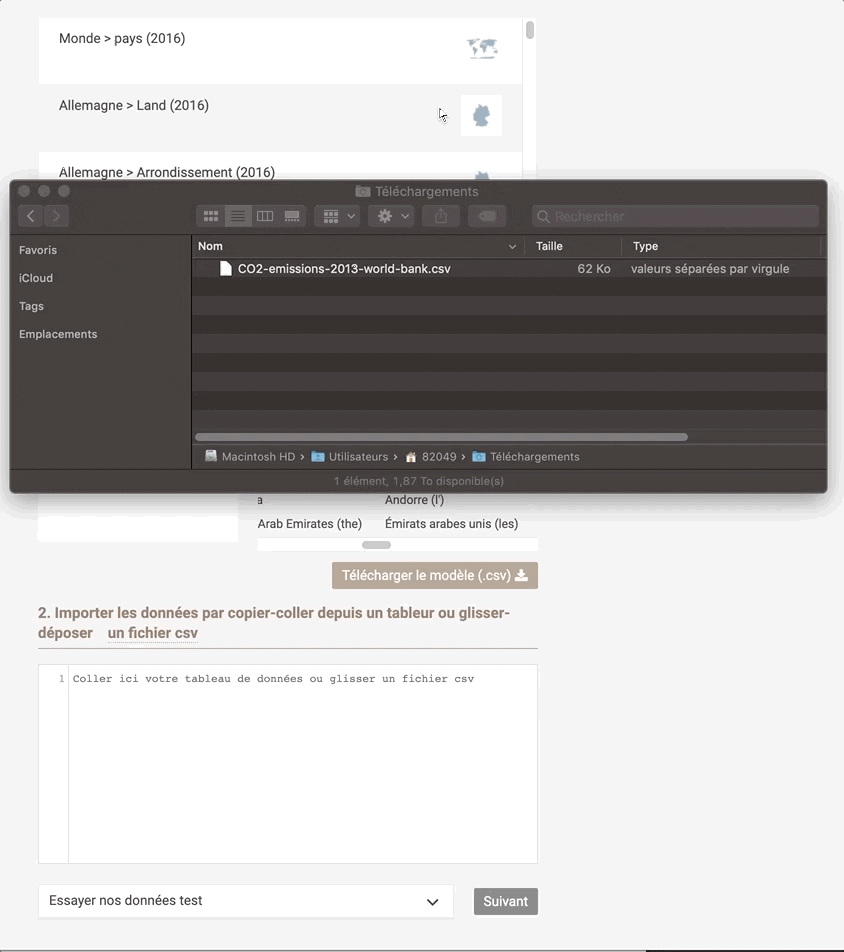 Monde > pays (2016)
Allemagne > Land (2016)
Allemagne > Arrondissement (2016)
Téléchargements
Rechercher
Favoris
iCloud
Tags
Emplacements
Nom Taille Type
CO2-emissions-2013-world-bank.csv 62 Ko valeurs séparées par virgule
Macintosh HD › Utilisateurs › 82049 › Téléchargements
1 élément, 1,87 To disponible(s)
a Andorre (l')
Arab Emirates (the) Émirats arabes unis (les)
Télécharger le modèle (.csv)
2. Importer les données par copier-coller depuis un tableur ou glisser-
déposer un fichier csv
1 Coller ici votre tableau de données ou glisser un fichier csv
Essayer nos données test
Suivant